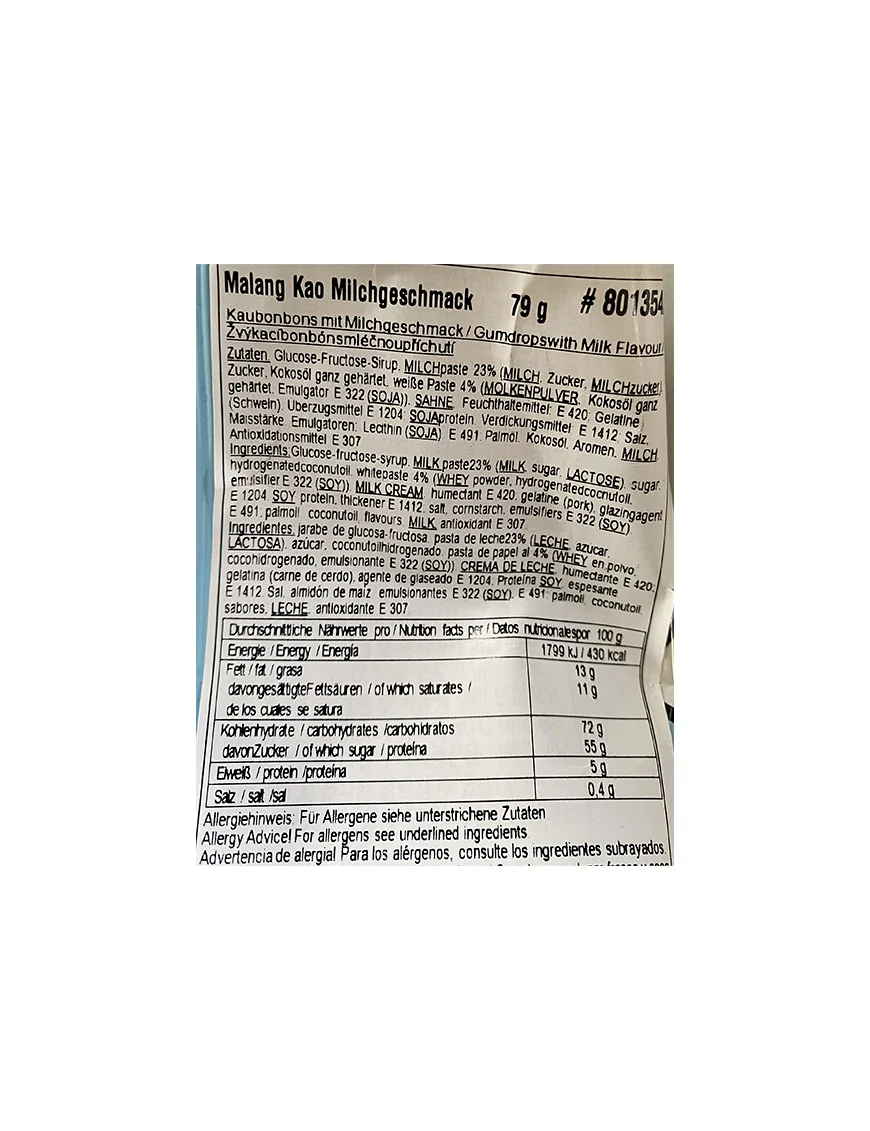 Malang Kao Milchgeschmack 79 g # 801354
Kaubonbons mit Milchgeschmack / Gumdropswith Milk Flavour
Žvýkacíbonbónsmléčnoupříchutí
Zutaten. Glucose-Fructose-Sirup, MILCHpaste 23% (MILCH, Zucker, MILCHzucker).
Zucker, Kokosöl ganz gehärtet, weiße Paste 4% (MOLKENPULVER, Kokosöl ganz
gehärtet, Emulgator E 322 (SOJA)), SAHNE, Feuchthaltemittel: E 420; Gelatine
(Schwein), Überzugsmittel E 1204; SOJAprotein, Verdickungsmittel: E 1412, Salz,
Maisstärke, Emulgatoren: Lecithin (SOJA), E 491, Palmöl, Kokosöl, Aromen, MILCH,
Antioxidationsmittel E 307
Ingredients.Glucose-fructose-syrup, MILK paste23% (MILK, sugar, LACTOSE), sugar,
hydrogenatedcoconutoil, whitepaste 4% (WHEY powder, hydrogenatedcocnutoil,
emulsifier E 322 (SOY)), MILK CREAM, humectant E 420, gelatine (pork), glazingagent
E 1204, SOY protein, thickener E 1412, salt, cornstarch, emulsifiers E 322 (SOY),
E 491; palmoil, coconutoil, flavours, MILK, antioxidant E 307
Ingredientes, jarabe de glucosa-fructosa, pasta de leche23% (LECHE, azucar,
LACTOSA), azúcar, coconutoilhidrogenado, pasta de papel al 4% (WHEY en polvo,
cocohidrogenado, emulsionante E 322 (SOY)), CREMA DE LECHE, humectante E 420;
gelatina (carne de cerdo), agente de glaseado E 1204; Proteína SOY, espesante
E 1412, Sal, almidón de maíz, emulsionantes E 322 (SOY), E 491; palmoil, coconutoil,
sabores, LECHE, antioxidante E 307
Durchschnittliche Nährwerte pro / Nutrition facts per / Datos nutricionalespor 100 g
Energie / Energy / Energía 1799 kJ / 430 kcal
Fett / fat / grasa 13 g
davongesättigteFettsäuren / of which saturates / 11 g
de los cuales se satura
Kohlenhydrate / carbohydrates /carbohidratos 72 g
davonZucker / of which sugar / proteína 55 g
Eiweiß / protein /proteína 5 g
Salz / salt /sal 0,4 g
Allergiehinweis: Für Allergene siehe unterstrichene Zutaten
Allergy Advice! For allergens see underlined ingredients
Advertencia de alergia! Para los alérgenos, consulte los ingredientes subrayados.